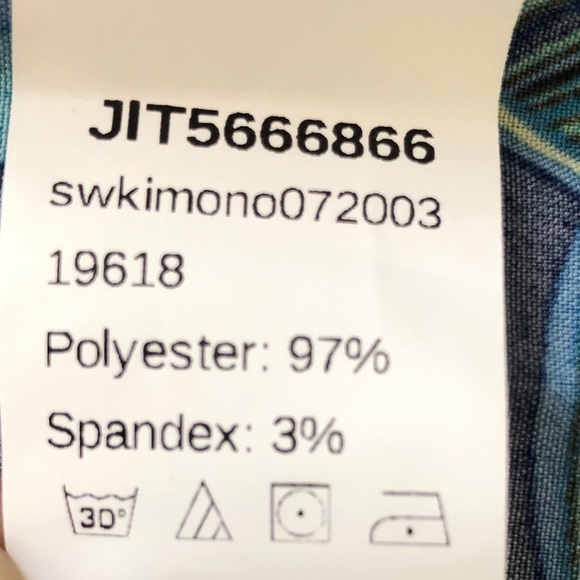 JIT5666866
swkimono072003
19618
Polyester: 97%
Spandex: 3%
30°